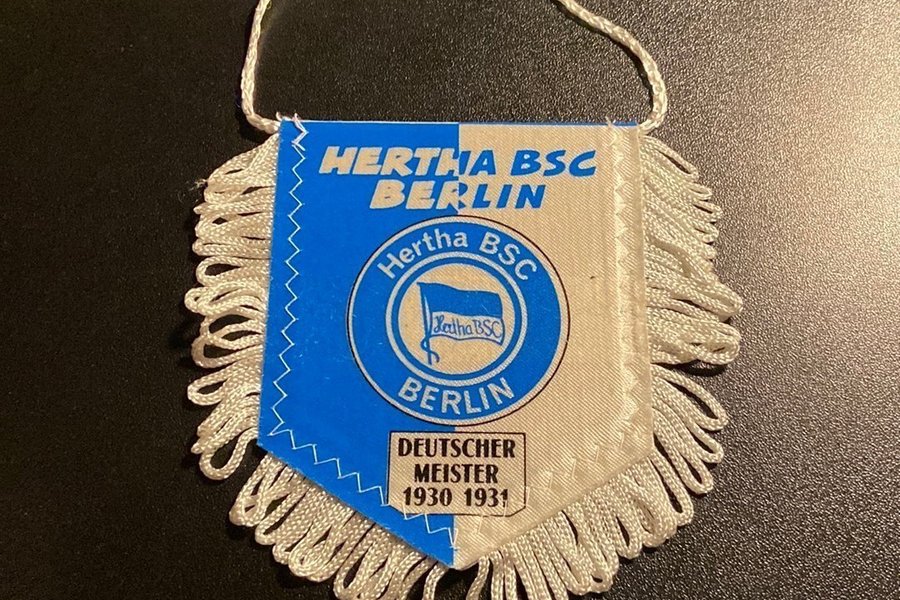 HERTHA BSC
BERLIN
Hertha BSC
Hertha BSC
BERLIN
DEUTSCHER
MEISTER
1930 1931